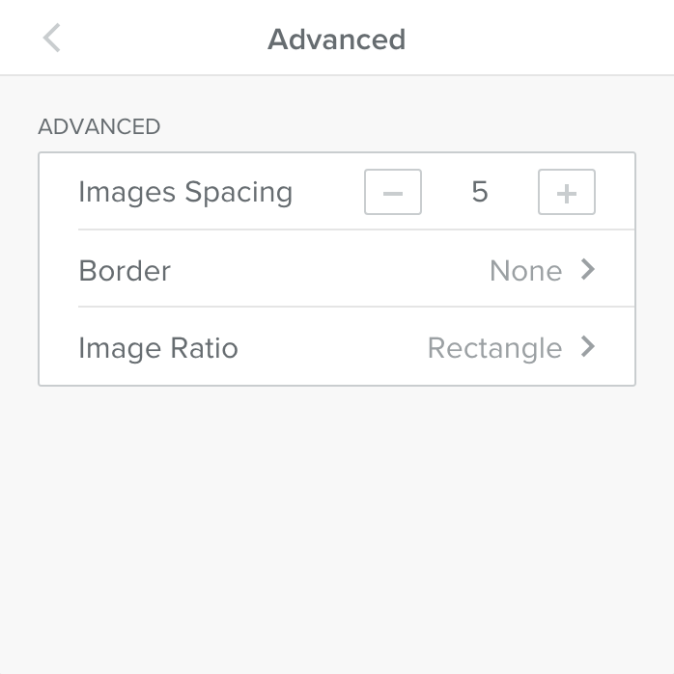 Advanced
ADVANCED
Images Spacing − 5 +
Border None
Image Ratio Rectangle